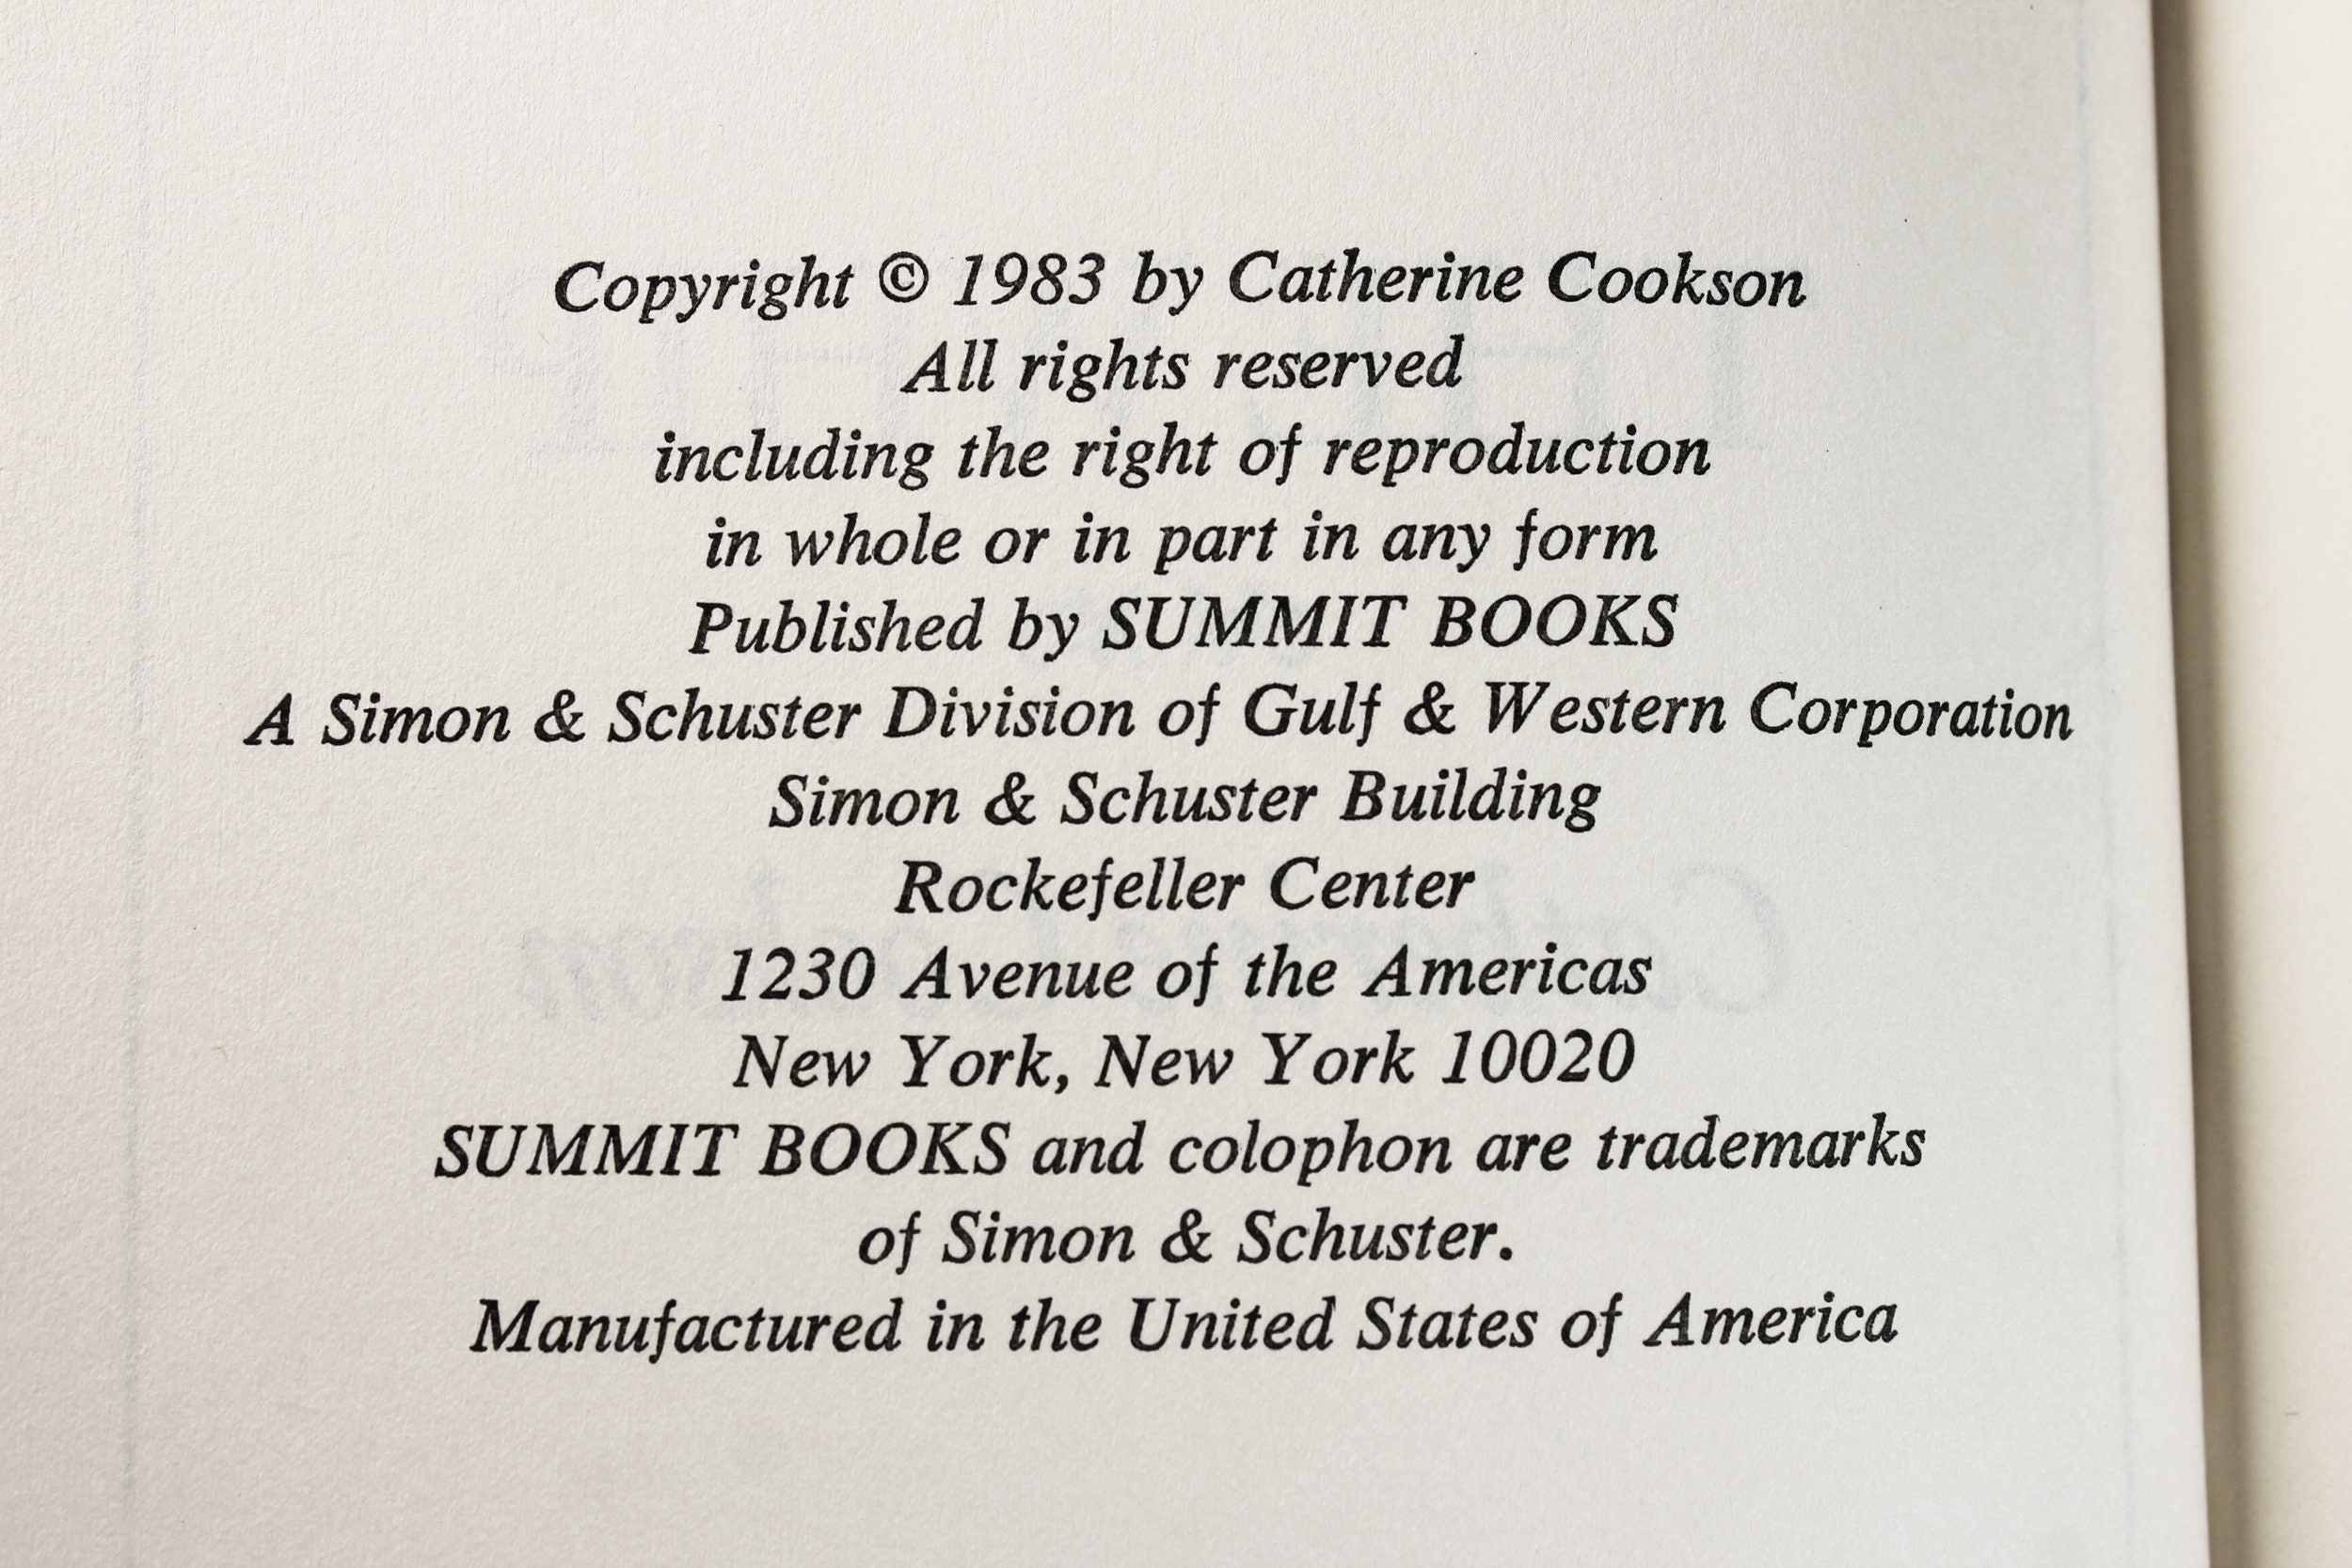 Copyright © 1983 by Catherine Cookson
All rights reserved
including the right of reproduction
in whole or in part in any form
Published by SUMMIT BOOKS
A Simon & Schuster Division of Gulf & Western Corporation
Simon & Schuster Building
Rockefeller Center
1230 Avenue of the Americas
New York, New York 10020
SUMMIT BOOKS and colophon are trademarks
of Simon & Schuster.
Manufactured in the United States of America